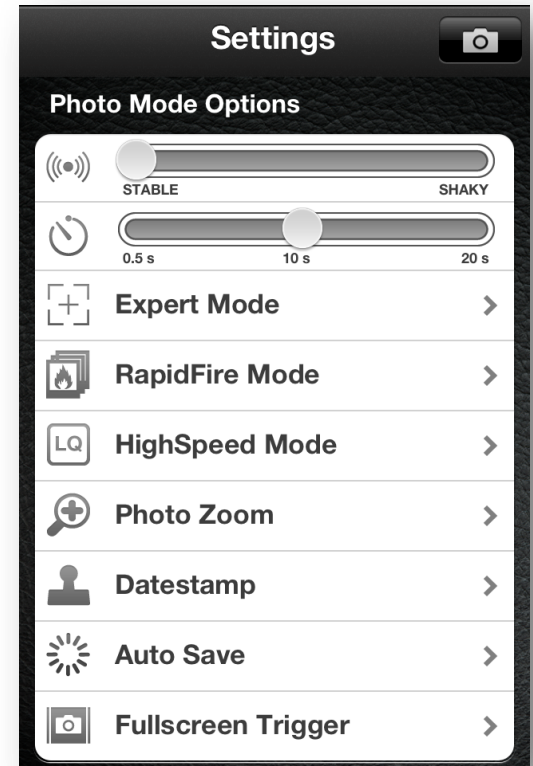 Settings
Photo Mode Options
STABLE SHAKY
0.5 s 10 s 20 s
Expert Mode
RapidFire Mode
LQ HighSpeed Mode
Photo Zoom
Datestamp
Auto Save
Fullscreen Trigger